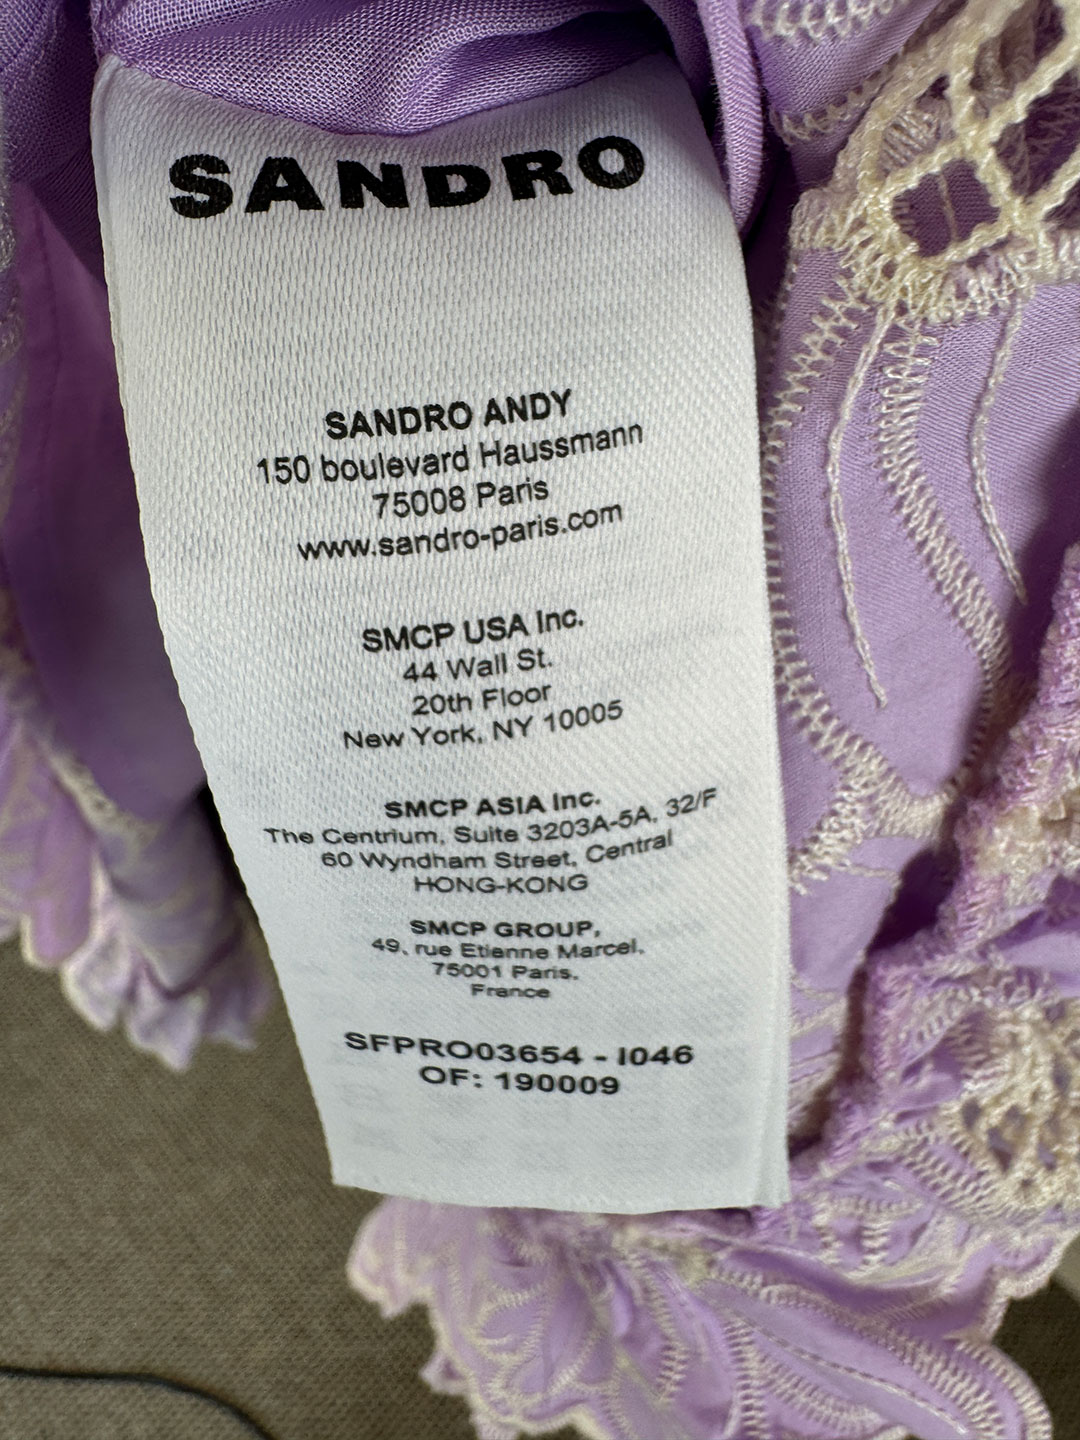 SANDRO
SANDRO ANDY
150 boulevard Haussmann
75008 Paris
www.sandro-paris.com
SMCP USA Inc.
44 Wall St.
20th Floor
New York, NY 10005
SMCP ASIA Inc.
The Centrium, Suite 3203A-5A, 32/F
60 Wyndham Street, Central
HONG-KONG
SMCP GROUP,
49, rue Etienne Marcel,
75001 Paris,
France
SFPRO03654 - I046
OF: 190009